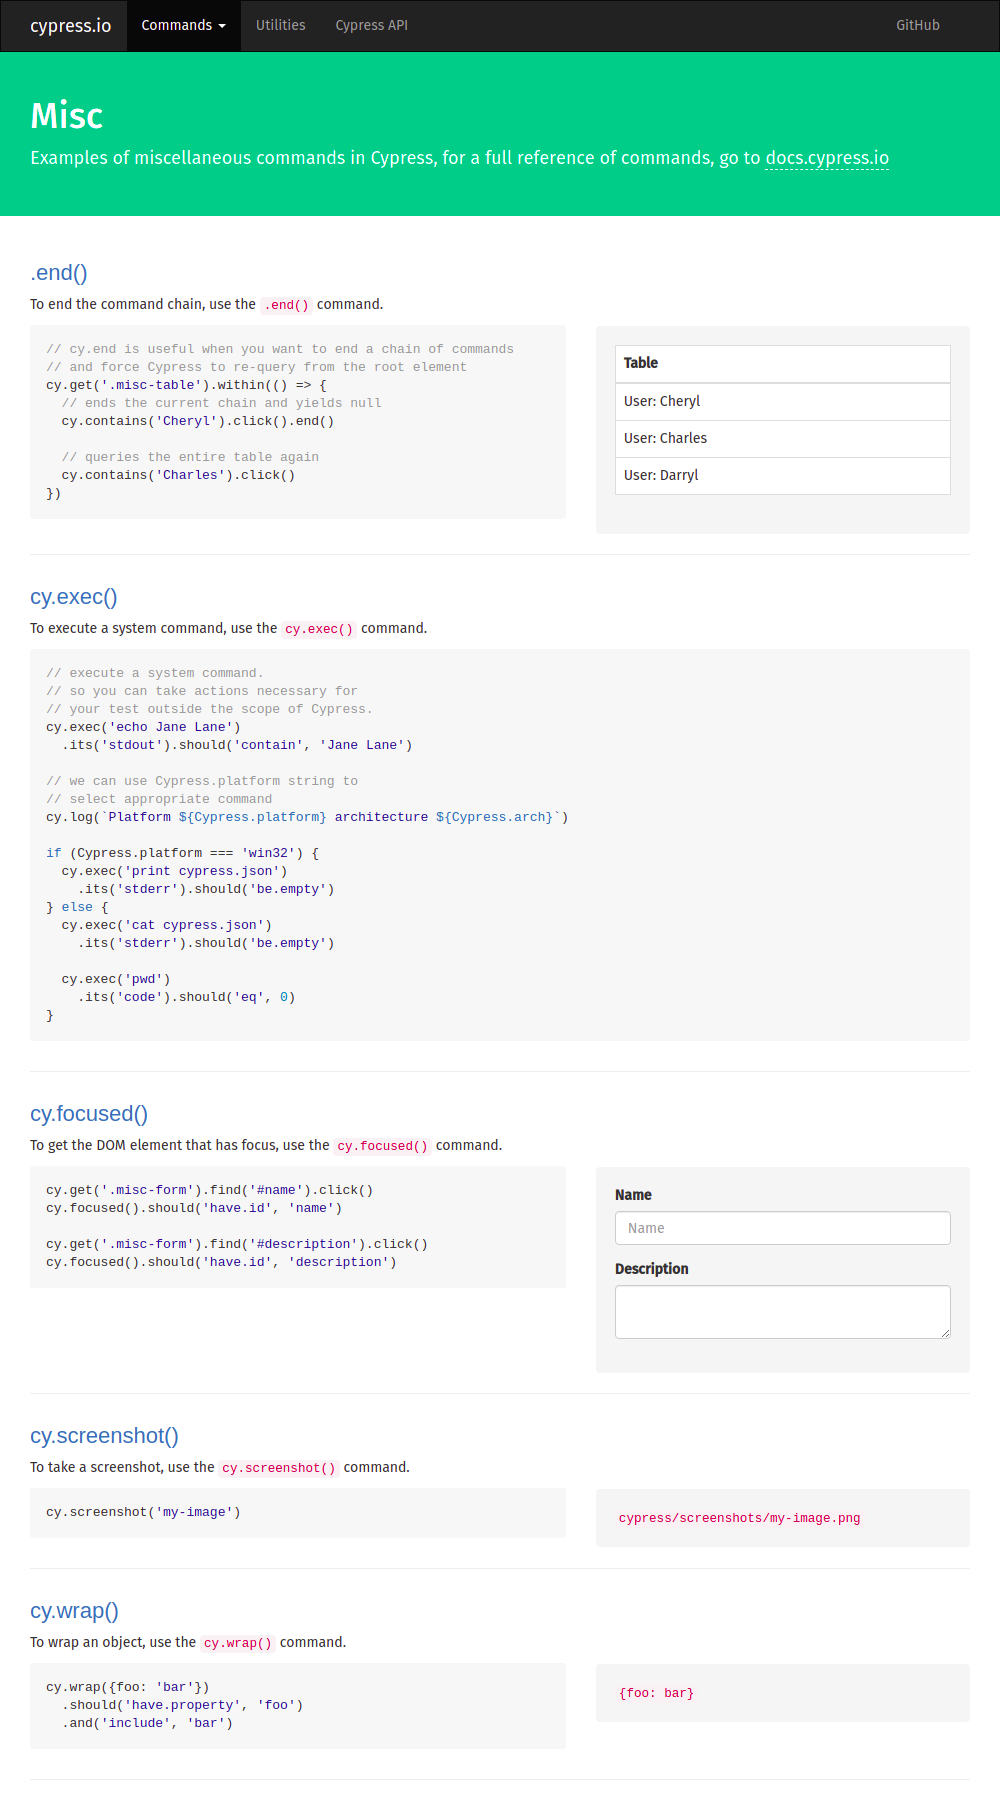 cypress.io Commands Utilities Cypress API GitHub
Misc
Examples of miscellaneous commands in Cypress, for a full reference of commands, go to docs.cypress.io
.end()
To end the command chain, use the .end() command.
// cy.end is useful when you want to end a chain of commands
// and force Cypress to re-query from the root element
cy.get('.misc-table').within(() => {
  // ends the current chain and yields null
  cy.contains('Cheryl').click().end()
  // queries the entire table again
  cy.contains('Charles').click()
})
Table
User: Cheryl
User: Charles
User: Darryl
cy.exec()
To execute a system command, use the cy.exec() command.
// execute a system command.
// so you can take actions necessary for
// your test outside the scope of Cypress.
cy.exec('echo Jane Lane')
  .its('stdout').should('contain', 'Jane Lane')
// we can use Cypress.platform string to
// select appropriate command
cy.log(`Platform ${Cypress.platform} architecture ${Cypress.arch}`)
if (Cypress.platform === 'win32') {
  cy.exec('print cypress.json')
    .its('stderr').should('be.empty')
} else {
  cy.exec('cat cypress.json')
    .its('stderr').should('be.empty')
  cy.exec('pwd')
    .its('code').should('eq', 0)
}
cy.focused()
To get the DOM element that has focus, use the cy.focused() command.
cy.get('.misc-form').find('#name').click()
cy.focused().should('have.id', 'name')
cy.get('.misc-form').find('#description').click()
cy.focused().should('have.id', 'description')
Name
Name
Description
cy.screenshot()
To take a screenshot, use the cy.screenshot() command.
cy.screenshot('my-image')
cypress/screenshots/my-image.png
cy.wrap()
To wrap an object, use the cy.wrap() command.
cy.wrap({foo: 'bar'})
  .should('have.property', 'foo')
  .and('include', 'bar')
{foo: bar}